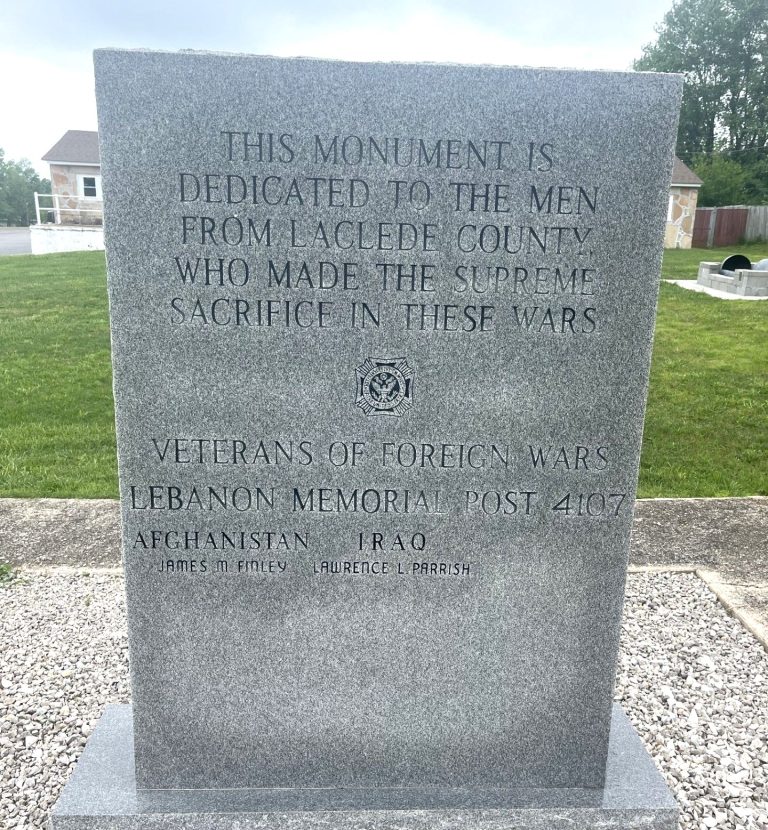 THIS MONUMENT IS
DEDICATED TO THE MEN
FROM LACLEDE COUNTY,
WHO MADE THE SUPREME
SACRIFICE IN THESE WARS
VETERANS OF FOREIGN WARS
LEBANON MEMORIAL POST 4107
AFGHANISTAN IRAQ
JAMES M. FINLEY LAWRENCE L. PARRISH